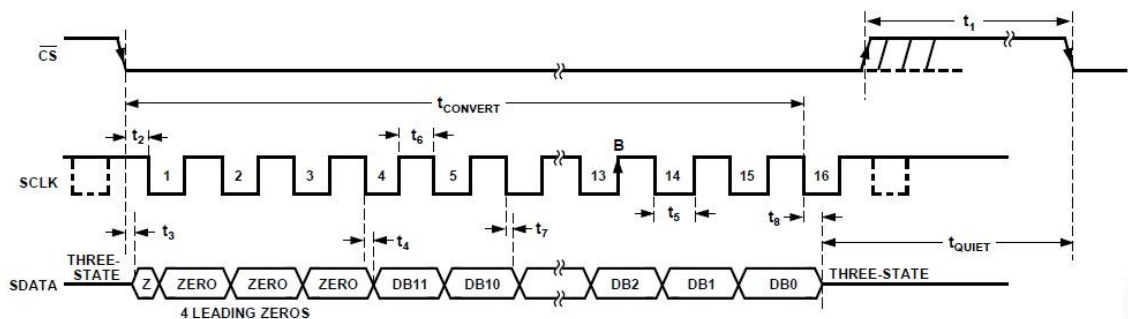 t1
CS
tCONVERT
t2
t6
B
SCLK
1 2 3 4 5 13 14 15 16
t3
t4
t7
t5
t8
tQUIET
THREE-
STATE
THREE-STATE
SDATA
Z ZERO ZERO ZERO DB11 DB10 DB2 DB1 DB0
4 LEADING ZEROS